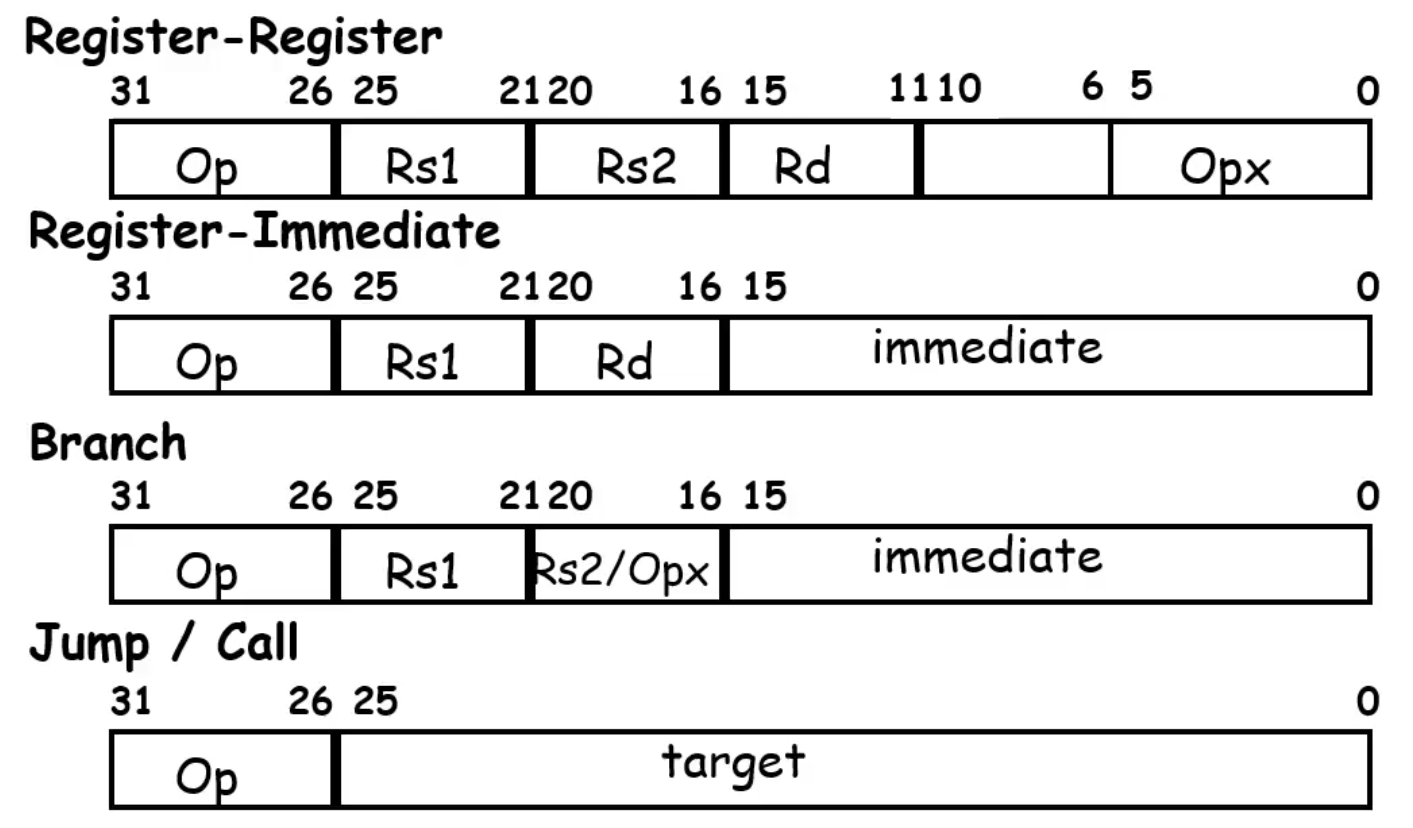 Register-Register
31 26 25 21 20 16 15 11 10 6 5 0
Op Rs1 Rs2 Rd Opx
Register-Immediate
31 26 25 21 20 16 15 0
Op Rs1 Rd immediate
Branch
31 26 25 21 20 16 15 0
Op Rs1 Rs2/Opx immediate
Jump / Call
31 26 25 0
Op target